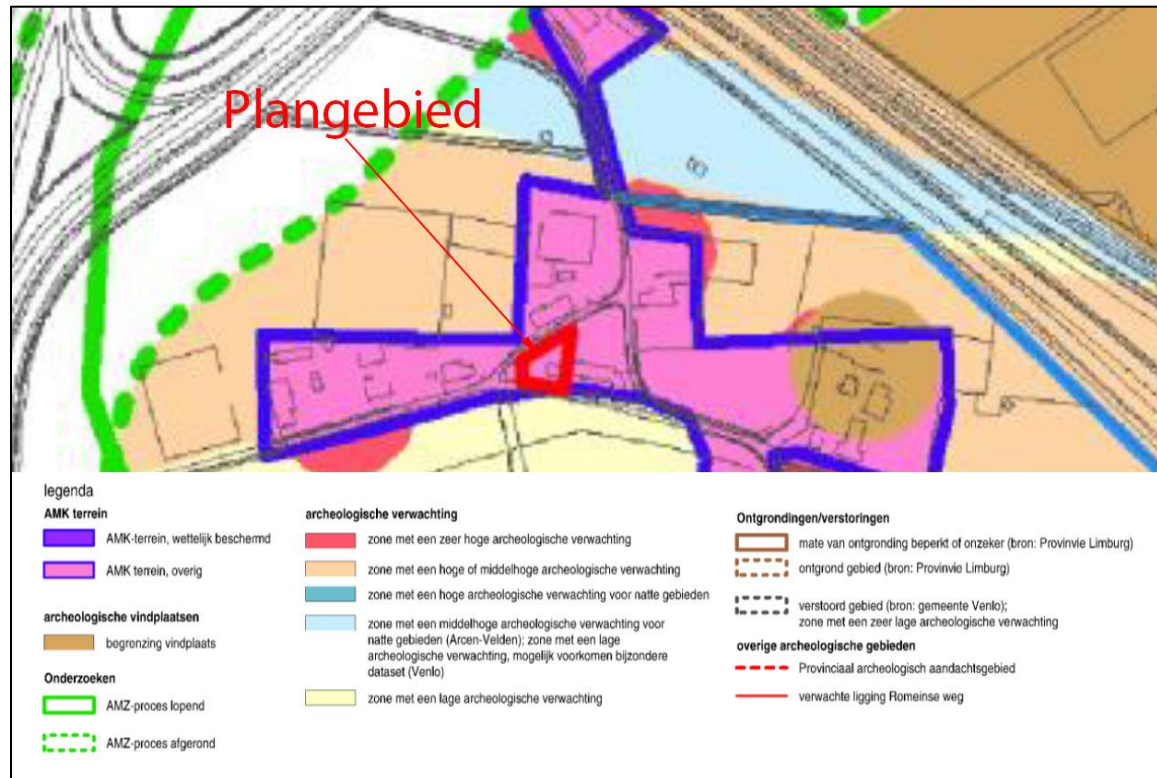 Plangebied
legenda
AMK terrein
AMK-terrein, wettelijk beschermd
AMK terrein, overig
archeologische vindplaatsen
begrenzing vindplaats
Onderzoeken
AMZ-proces lopend
AMZ-proces afgerond
archeologische verwachting
zone met een zeer hoge archeologische verwachting
zone met een hoge of middelhoge archeologische verwachting
zone met een hoge archeologische verwachting voor natte gebieden
zone met een middelhoge archeologische verwachting voor
natte gebieden (Arcen-Velden); zone met een lage
archeologische verwachting, mogelijk voorkomen bijzondere
dataset (Venlo)
zone met een lage archeologische verwachting
Ontgrondingen/verstoringen
mate van ontgronding beperkt of onzeker (bron: Provinvie Limburg)
ontgrond gebied (bron: Provinvie Limburg)
verstoord gebied (bron: gemeente Venlo);
zone met een zeer lage archeologische verwachting
overige archeologische gebieden
Provinciaal archeologisch aandachtsgebied
verwachte ligging Romeinse weg